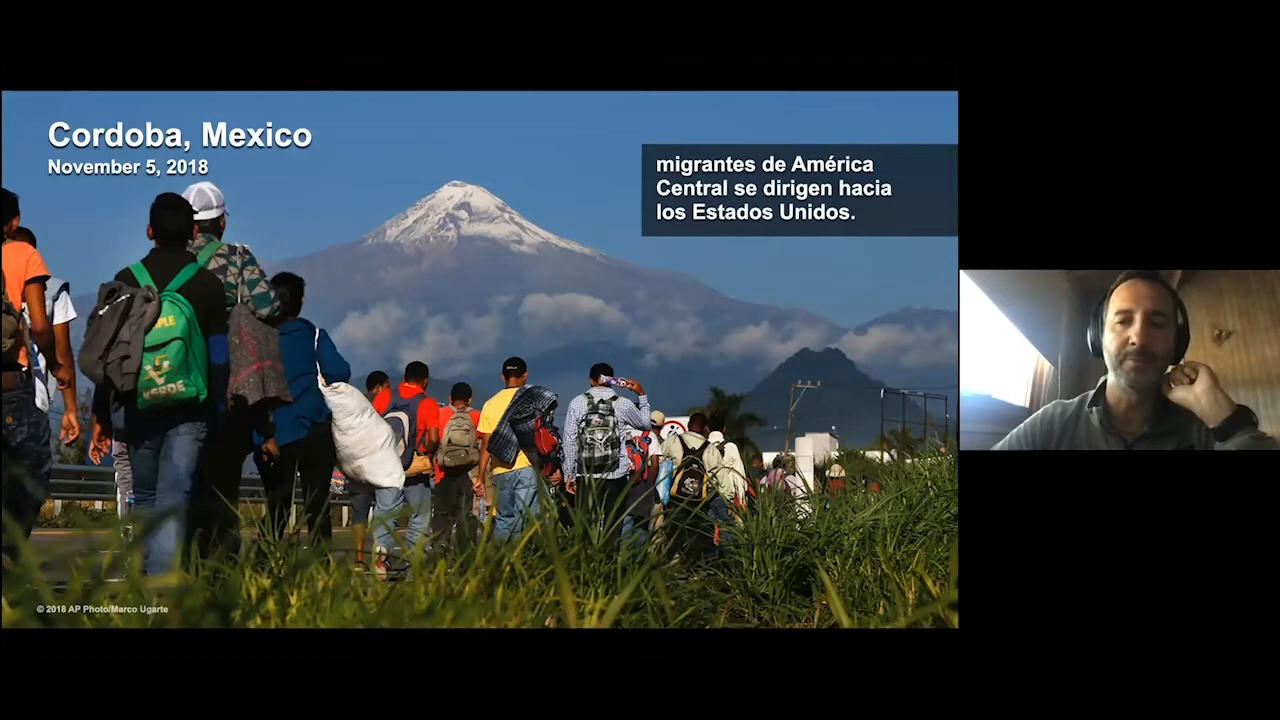 Cordoba, Mexico
November 5, 2018
migrantes de América
Central se dirigen hacia
los Estados Unidos.
VERDE
© 2018 AP Photo/Marco Ugarte